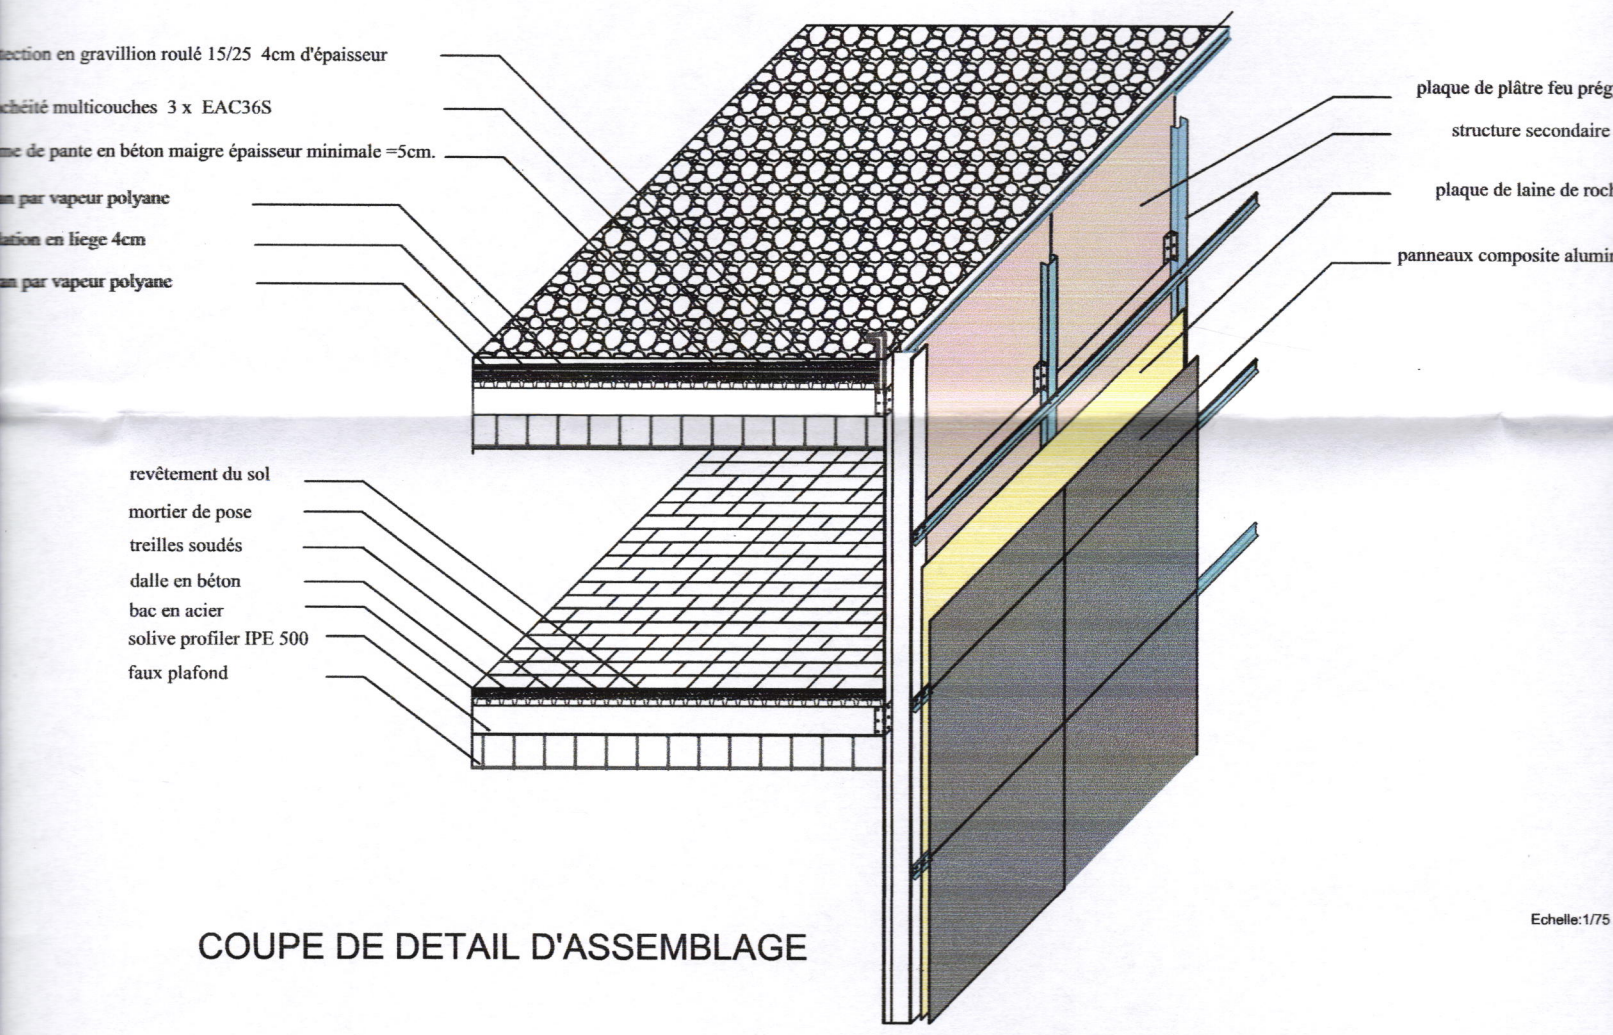 ection en gravillion roulé 15/25 4cm d'épaisseur
chéité multicouches 3 x EAC36S
me de pante en béton maigre épaisseur minimale =5cm.
par vapeur polyane
lation en liege 4cm
an par vapeur polyane
plaque de plâtre feu prég
structure secondaire
plaque de laine de roch
panneaux composite alumin
revêtement du sol
mortier de pose
treilles soudés
dalle en béton
bac en acier
solive profiler IPE 500
faux plafond
COUPE DE DETAIL D'ASSEMBLAGE
Echelle:1/75